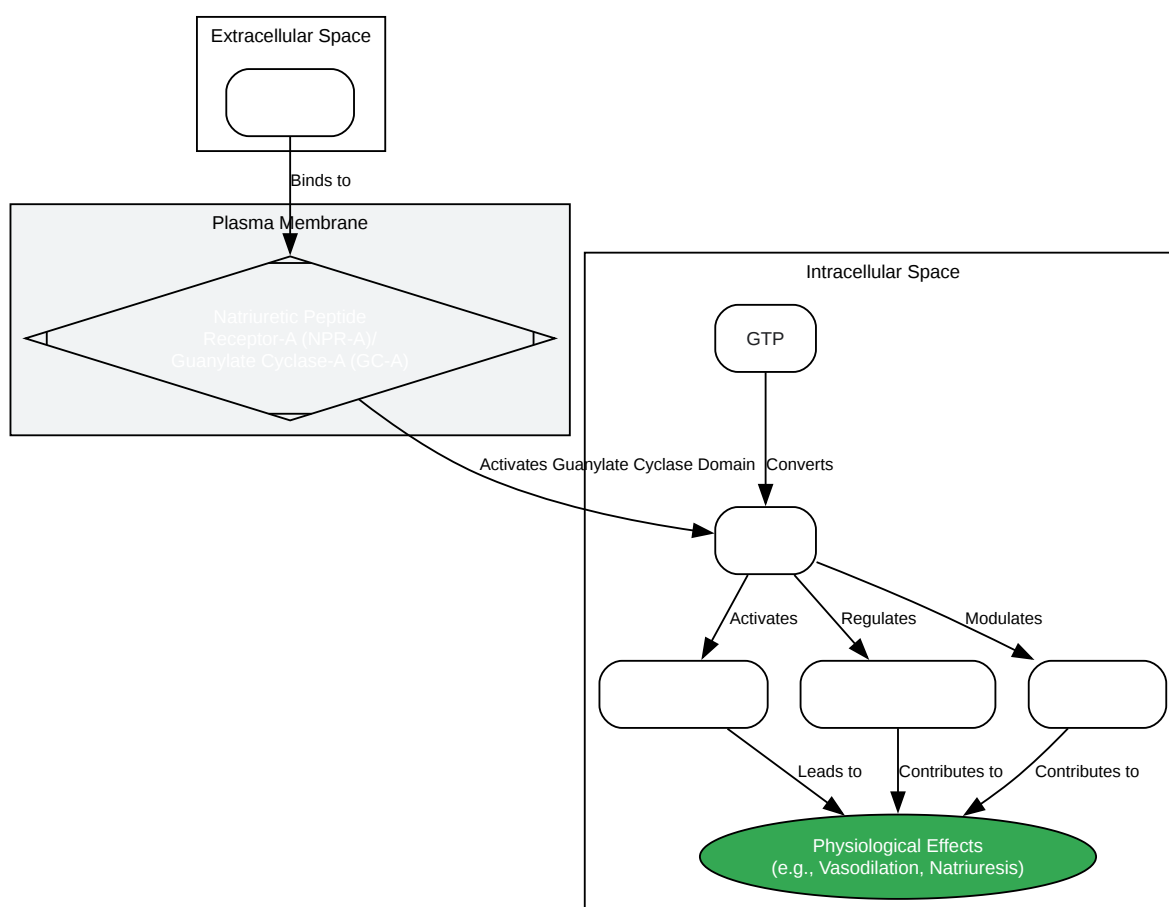 Extracellular Space
Binds to
Plasma Membrane
Natriuretic Peptide
Receptor-A (NPR-A)/
Guanylate Cyclase-A (GC-A)
Intracellular Space
GTP
Activates Guanylate Cyclase Domain
Converts
Activates
Regulates
Modulates
Leads to
Contributes to
Contributes to
Physiological Effects
(e.g., Vasodilation, Natriuresis)